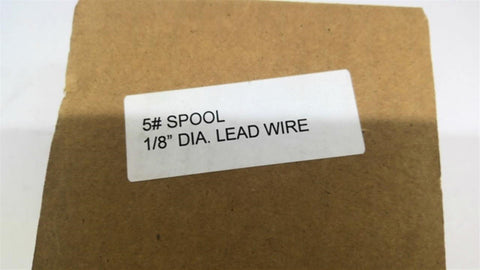 5# SPOOL
1/8" DIA. LEAD WIRE